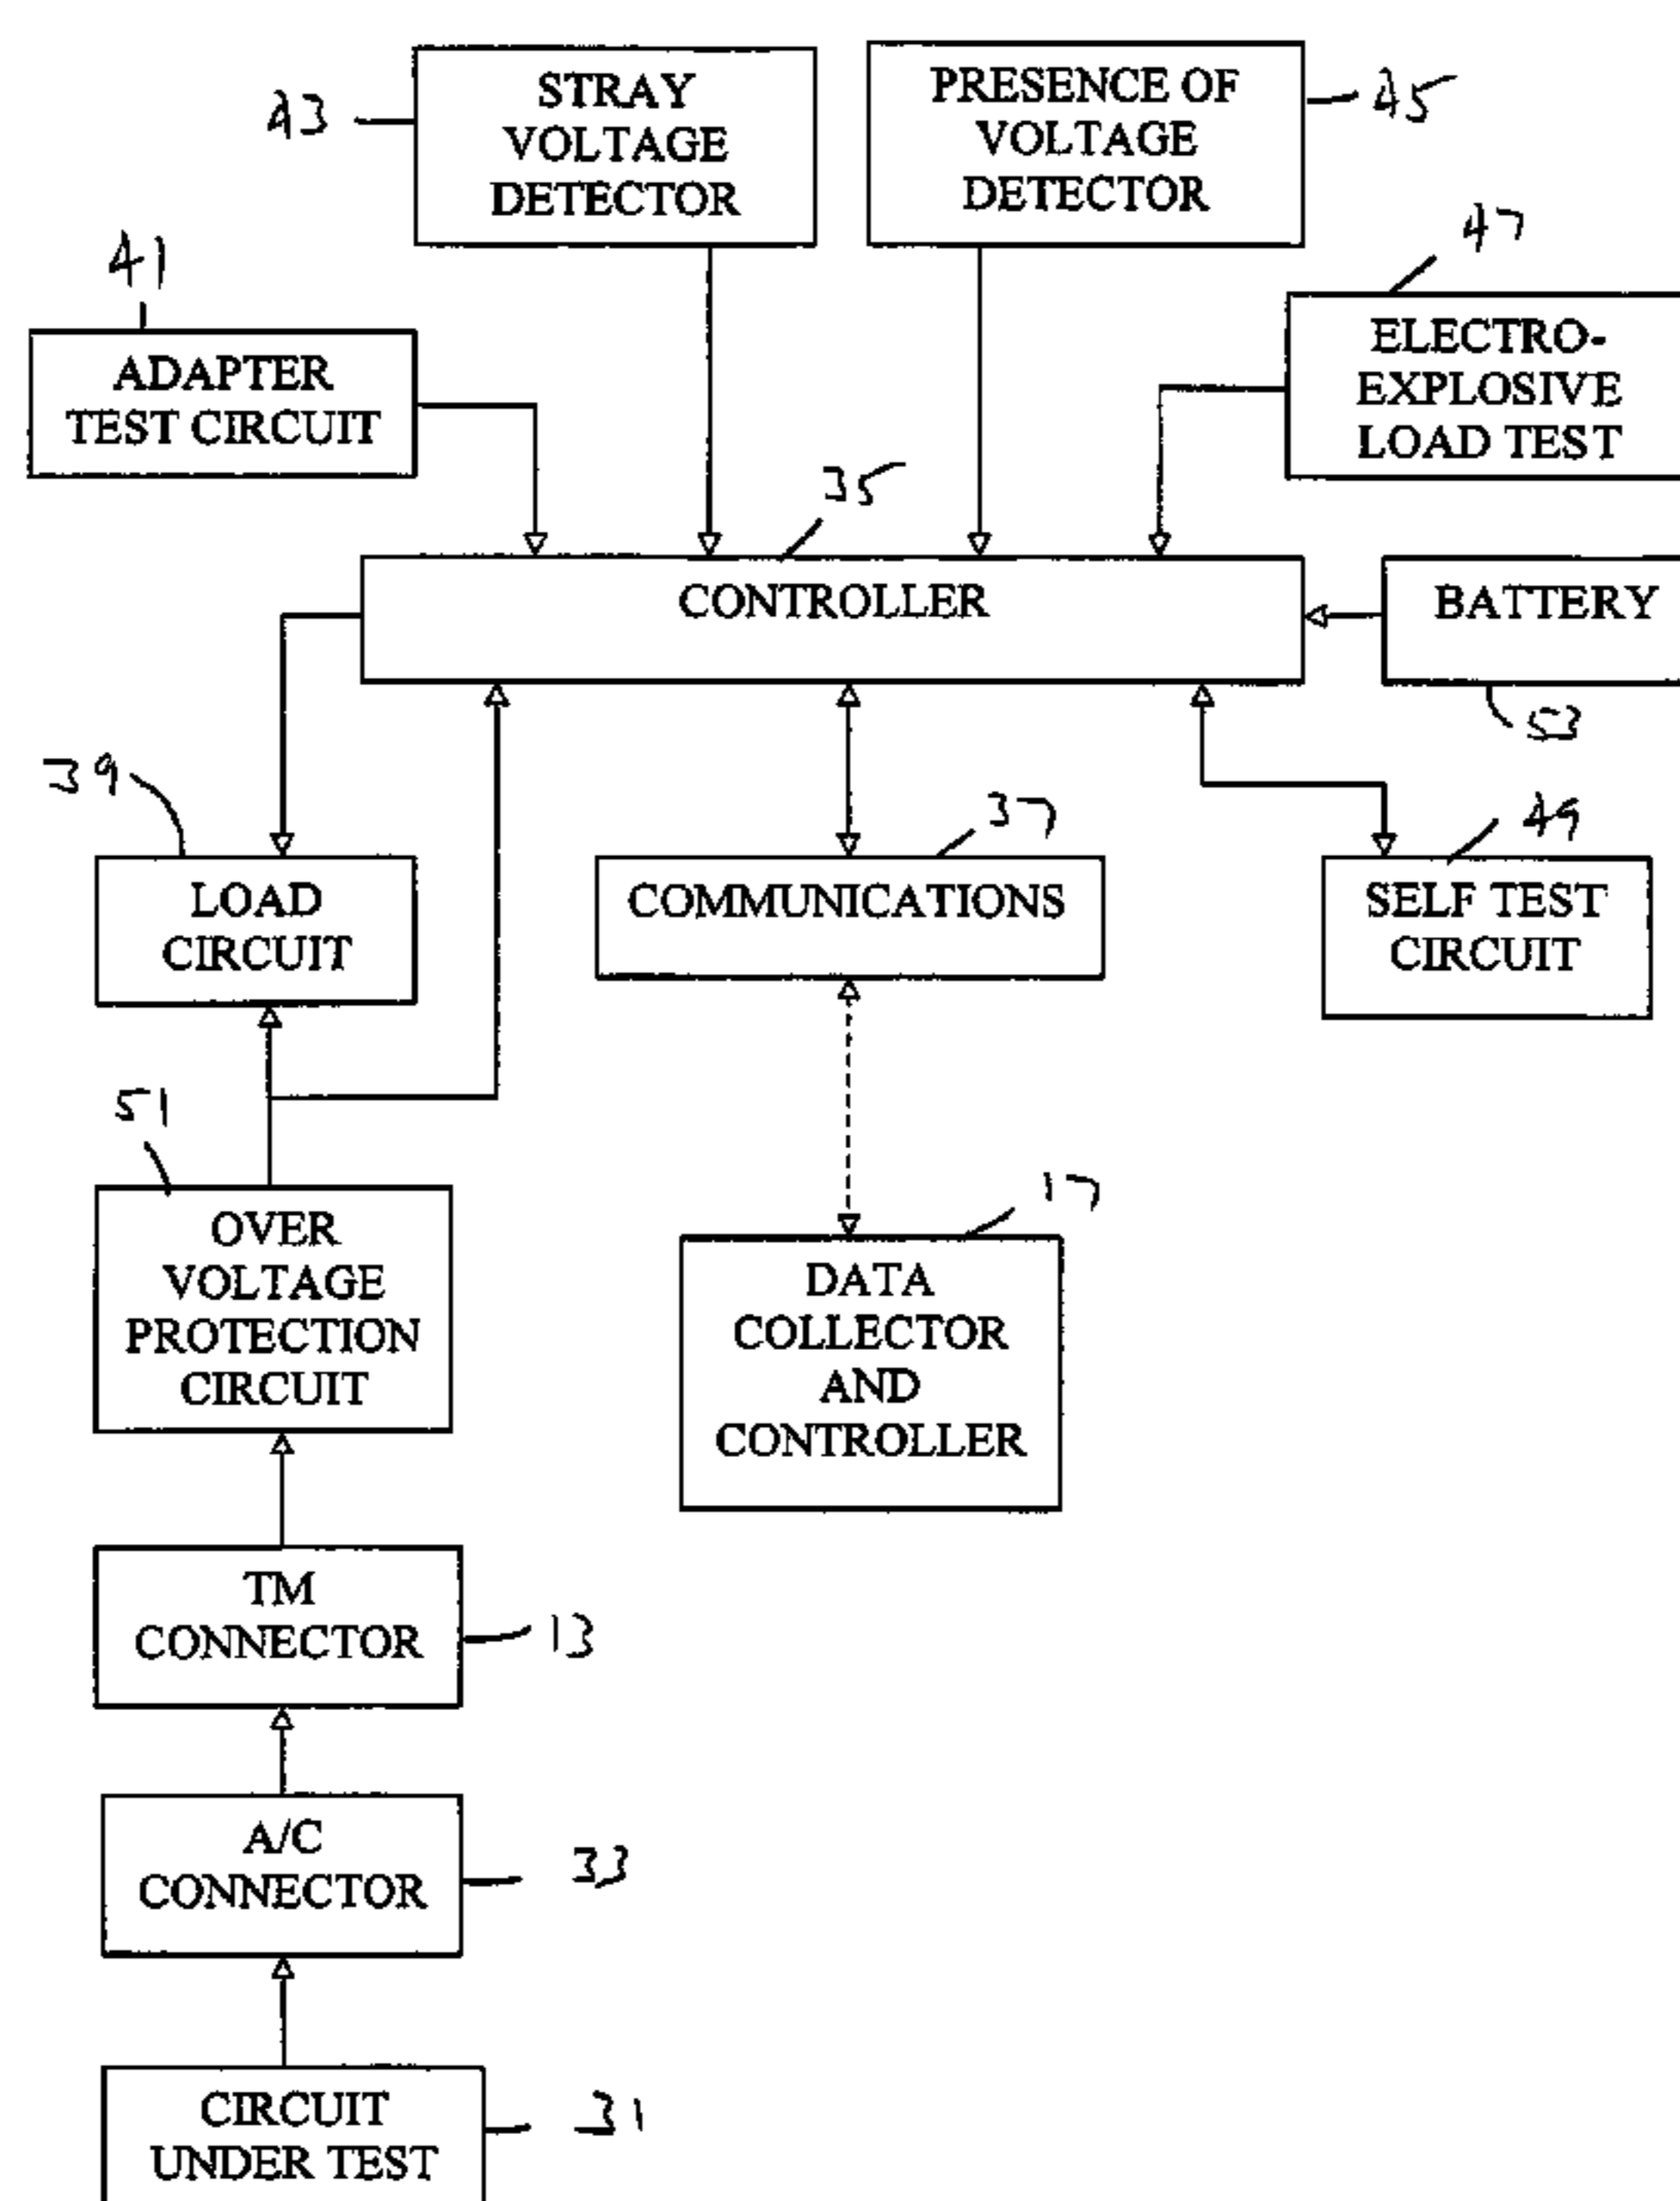 43
STRAY
VOLTAGE
DETECTOR
PRESENCE OF
VOLTAGE
DETECTOR
45
41
ADAPTER
TEST CIRCUIT
47
ELECTRO-
EXPLOSIVE
LOAD TEST
35
CONTROLLER
BATTERY
53
39
LOAD
CIRCUIT
37
COMMUNICATIONS
49
SELF TEST
CIRCUIT
51
OVER
VOLTAGE
PROTECTION
CIRCUIT
17
DATA
COLLECTOR
AND
CONTROLLER
TM
CONNECTOR
13
A/C
CONNECTOR
33
CIRCUIT
UNDER TEST
31